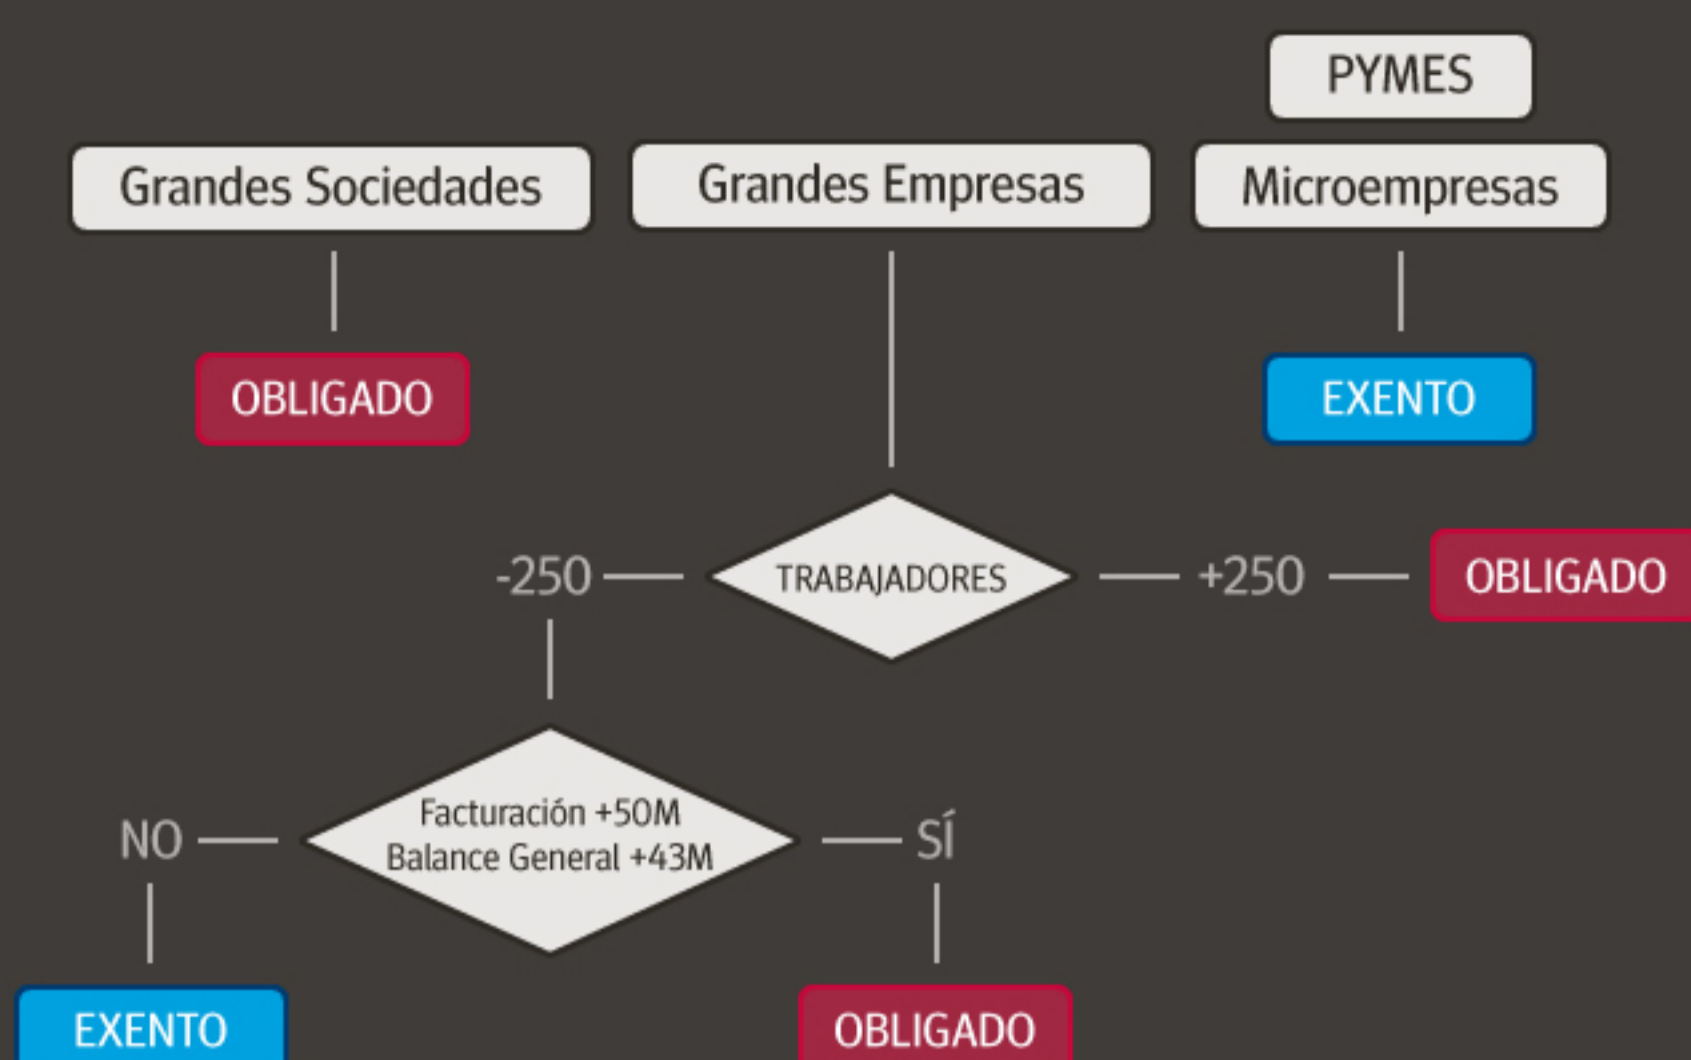 PYMES
Grandes Sociedades
Grandes Empresas
Microempresas
OBLIGADO
EXENTO
-250
TRABAJADORES
+250
OBLIGADO
Facturación +50M
Balance General +43M
NO
SÍ
EXENTO
OBLIGADO